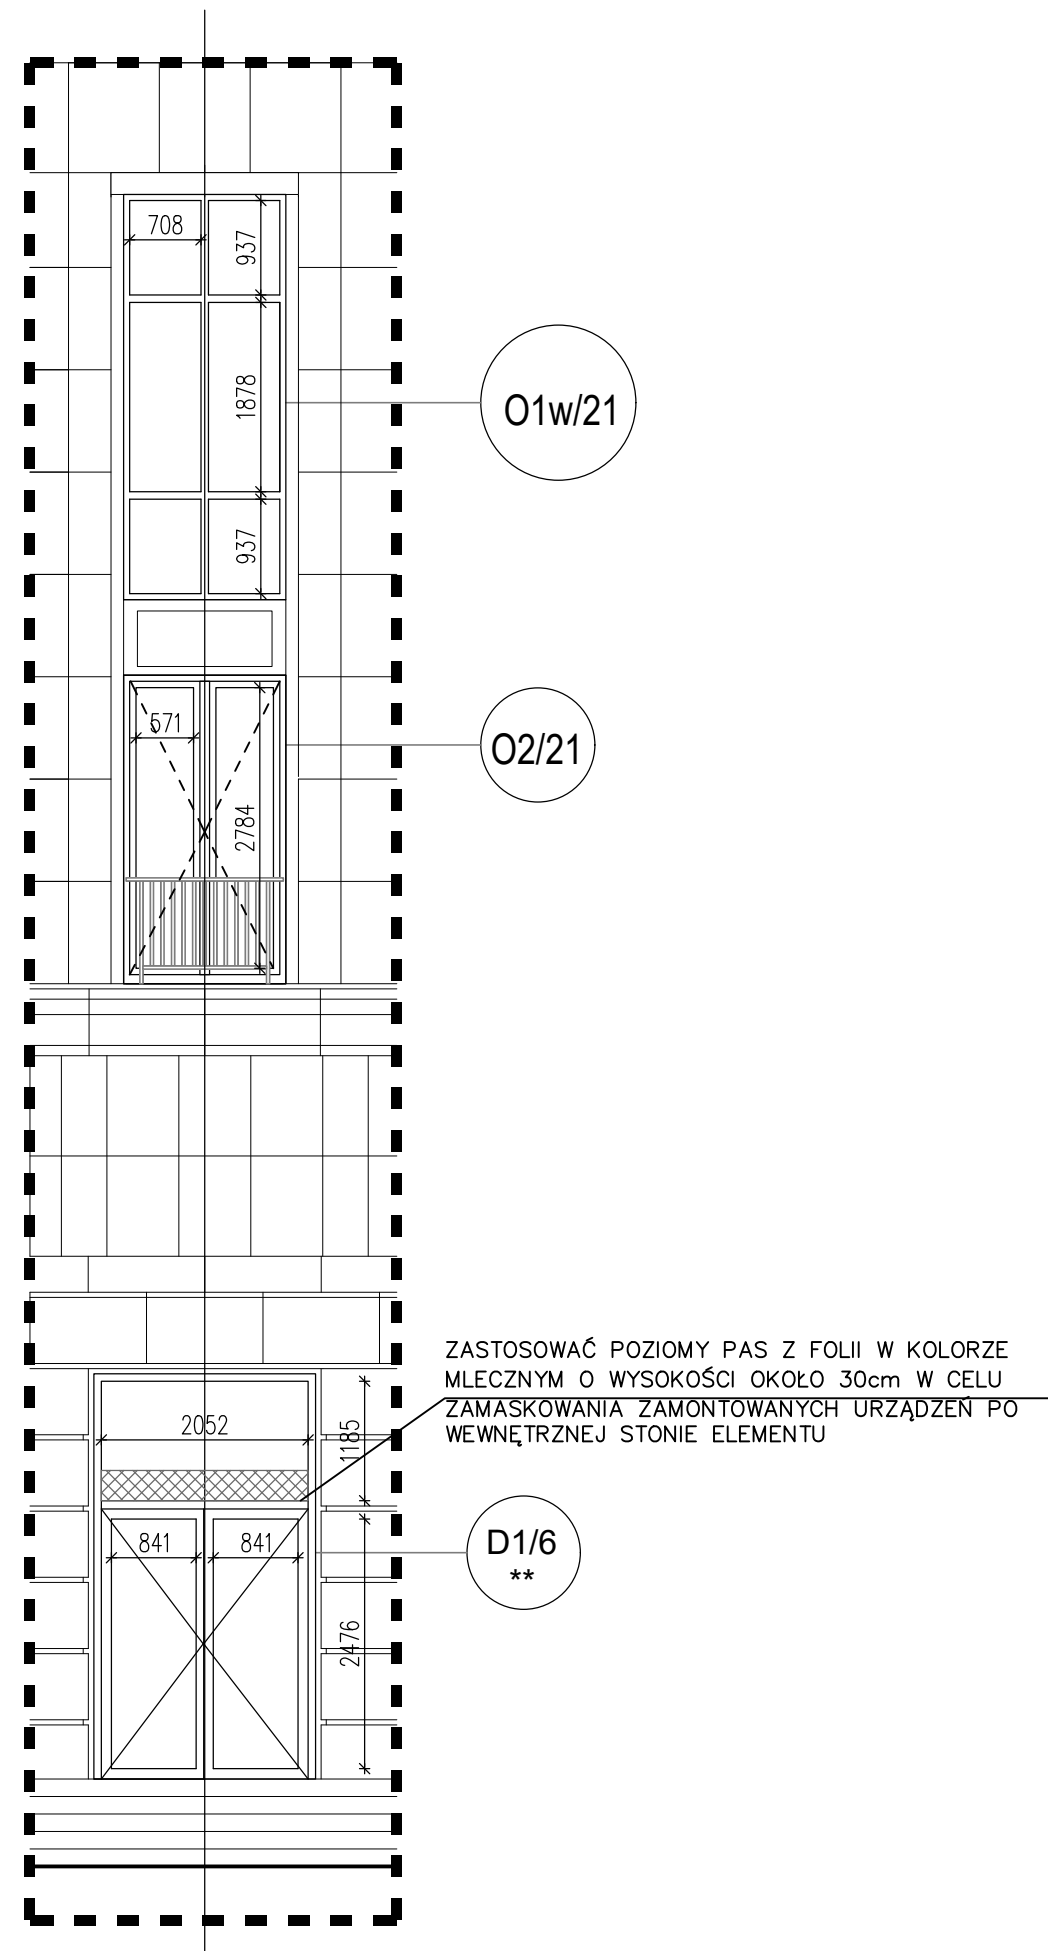 708
937
1878
O1w/21
937
571
O2/21
2784
ZASTOSOWAĆ POZIOMY PAS Z FOLII W KOLORZE
MLECZNYM O WYSOKOŚCI OKOŁO 30cm W CELU
ZAMASKOWANIA ZAMONTOWANYCH URZĄDZEŃ PO
WEWNĘTRZNEJ STONIE ELEMENTU
2052
1185
841
841
D1/6
**
2476